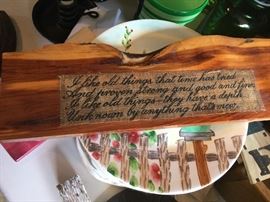 I like old things that time has tried
And proven strong and good and fine,
I like old things - they have a depth
Unknown by anything that's new.